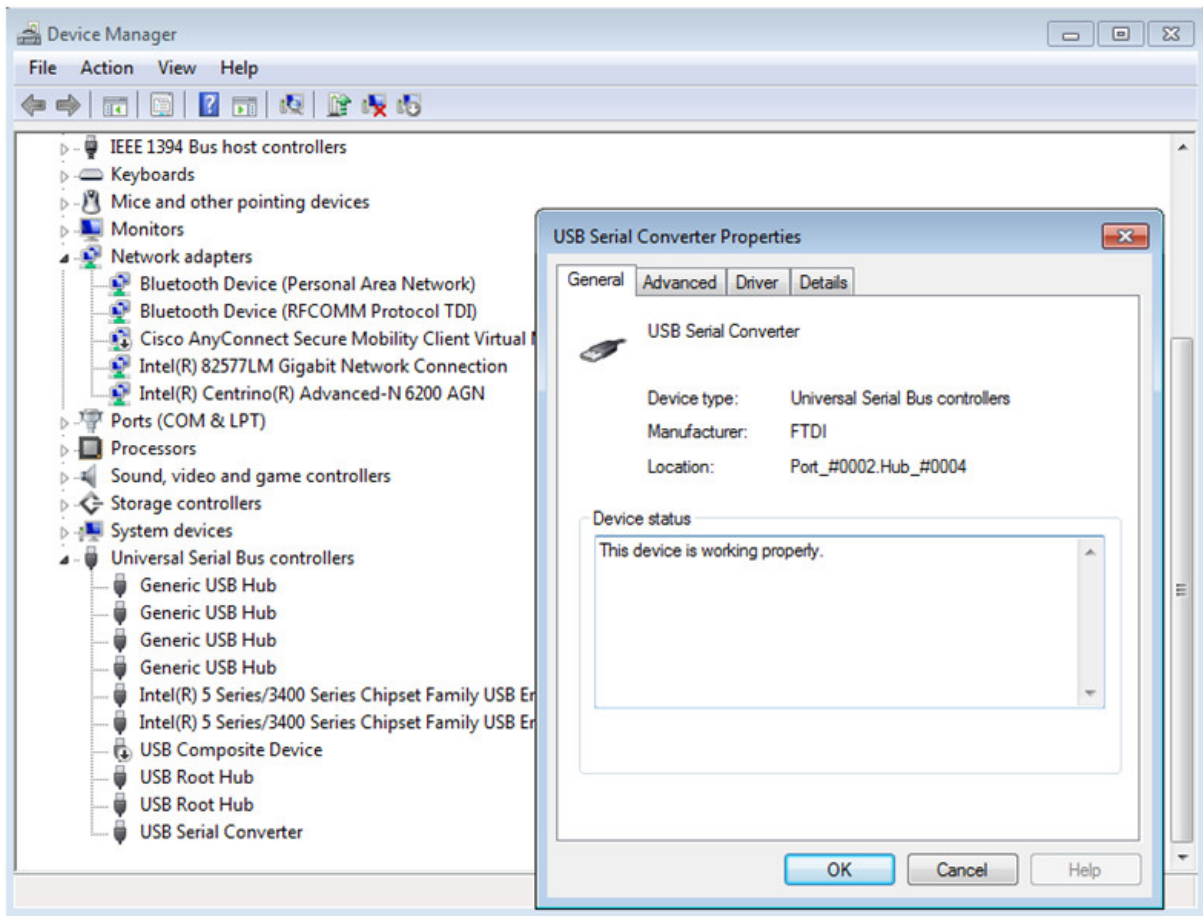 Device Manager
File Action View Help
IEEE 1394 Bus host controllers
Keyboards
Mice and other pointing devices
Monitors
Network adapters
Bluetooth Device (Personal Area Network)
Bluetooth Device (RFCOMM Protocol TDI)
Cisco AnyConnect Secure Mobility Client Virtual
Intel(R) 82577LM Gigabit Network Connection
Intel(R) Centrino(R) Advanced-N 6200 AGN
Ports (COM & LPT)
Processors
Sound, video and game controllers
Storage controllers
System devices
Universal Serial Bus controllers
Generic USB Hub
Generic USB Hub
Generic USB Hub
Generic USB Hub
Intel(R) 5 Series/3400 Series Chipset Family USB
Intel(R) 5 Series/3400 Series Chipset Family USB
USB Composite Device
USB Root Hub
USB Root Hub
USB Serial Converter
USB Serial Converter Properties
General Advanced Driver Details
USB Serial Converter
Device type: Universal Serial Bus controllers
Manufacturer: FTDI
Location: Port_#0002.Hub_#0004
Device status
This device is working properly.
OK Cancel Help